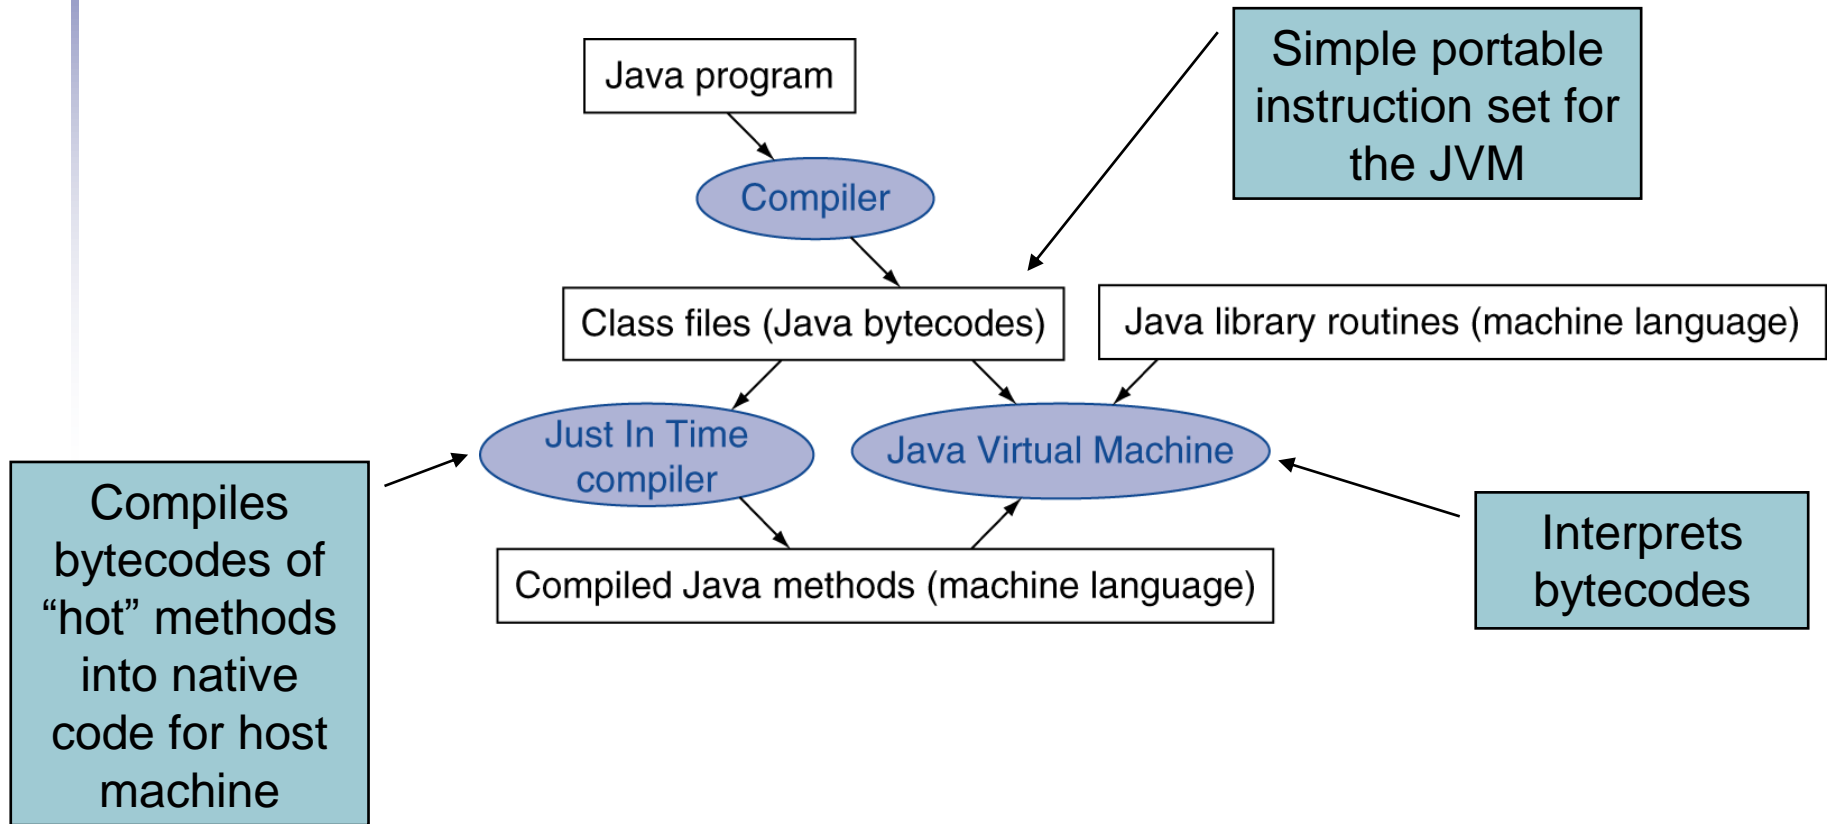 Java program
Simple portable
instruction set for
the JVM
Compiler
Class files (Java bytecodes)
Java library routines (machine language)
Just In Time
compiler
Java Virtual Machine
Compiles
bytecodes of
“hot” methods
into native
code for host
machine
Compiled Java methods (machine language)
Interprets
bytecodes